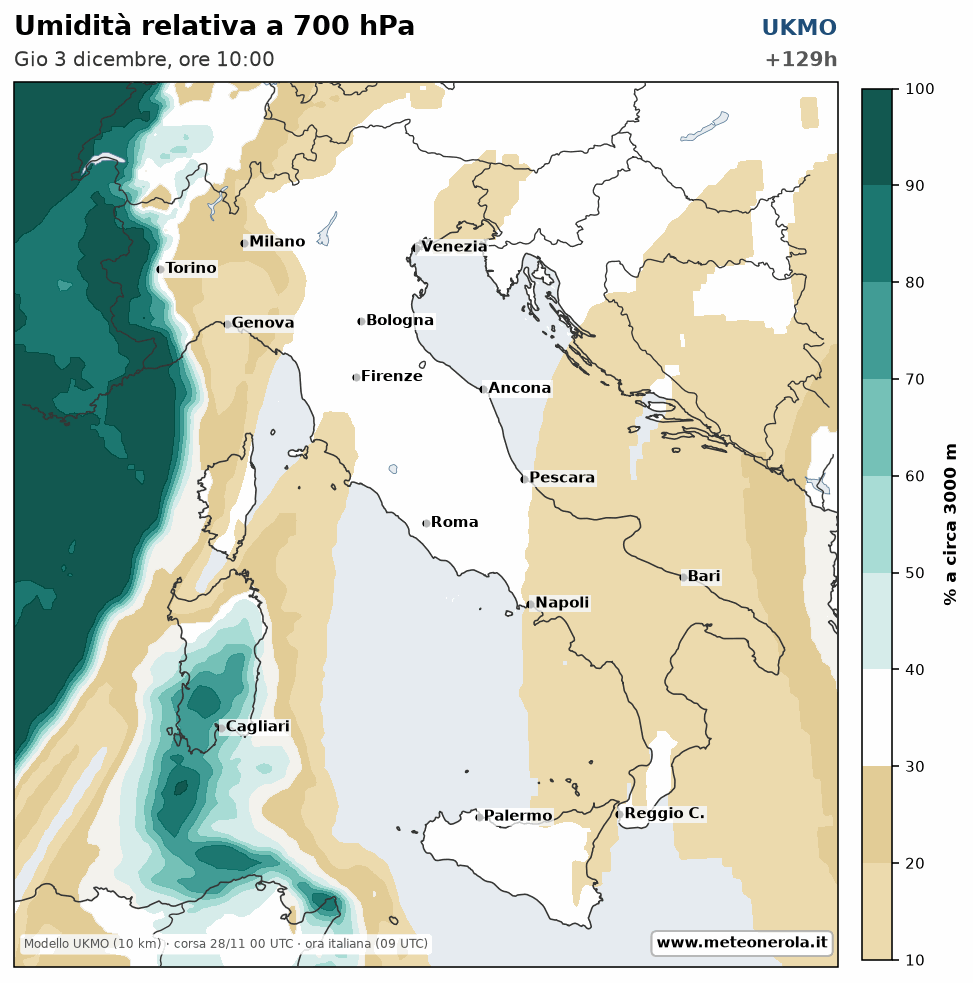 Umidità relativa a 700 hPa
UKMO
Gio 3 dicembre, ore 10:00
+129h
100
90
80
70
60
50
40
30
20
10
% a circa 3000 m
Milano
Venezia
Torino
Genova
Bologna
Firenze
Ancona
Pescara
Roma
Bari
Napoli
Cagliari
Palermo
Reggio C.
Modello UKMO (10 km) · corsa 28/11 00 UTC · ora italiana (09 UTC)
www.meteonerola.it